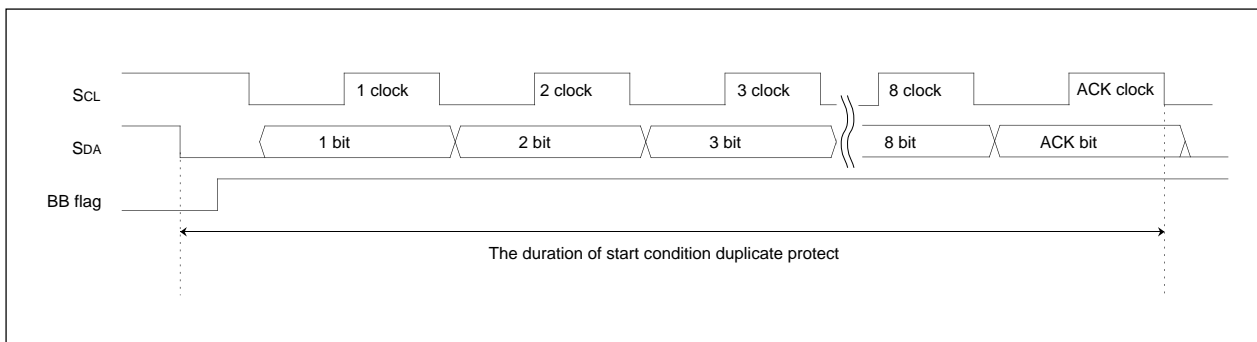 SCL
1 clock 2 clock 3 clock 8 clock ACK clock
SDA
1 bit 2 bit 3 bit 8 bit ACK bit
BB flag
The duration of start condition duplicate protect